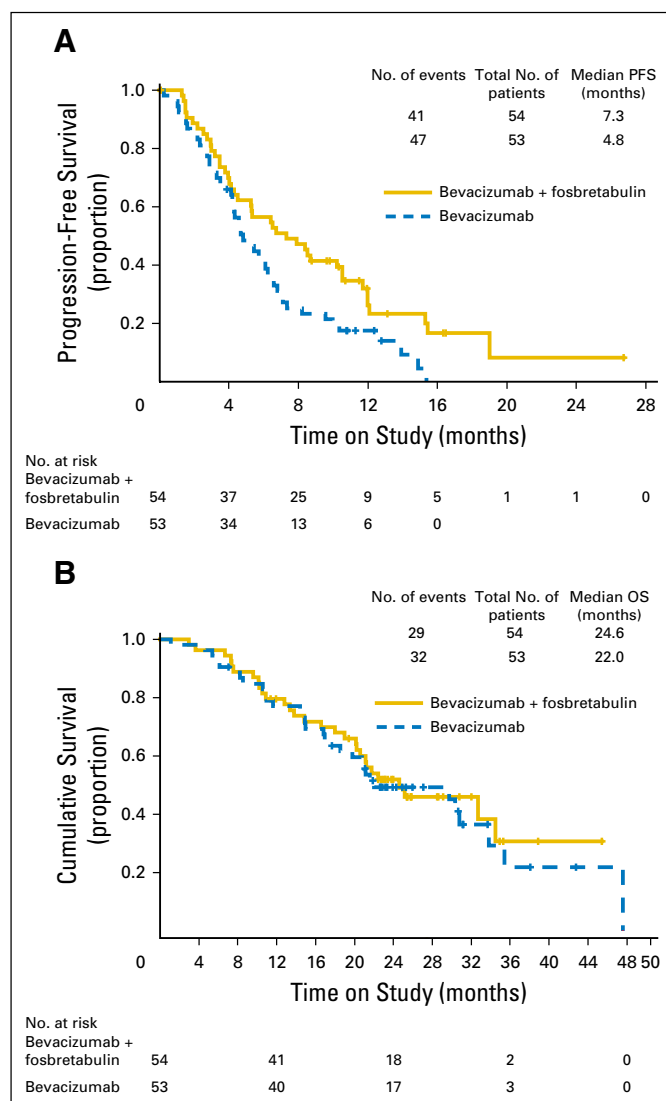 A
No. of events Total No. of patients Median PFS (months)
41 54 7.3
47 53 4.8
Bevacizumab + fosbretabulin
Bevacizumab
Progression-Free Survival
(proportion)
1.0
0.8
0.6
0.4
0.2
0 4 8 12 16 20 24 28
Time on Study (months)
No. at risk
Bevacizumab +
fosbretabulin 54 37 25 9 5 1 1 0
Bevacizumab 53 34 13 6 0
B
No. of events Total No. of patients Median OS (months)
29 54 24.6
32 53 22.0
Bevacizumab + fosbretabulin
Bevacizumab
Cumulative Survival
(proportion)
1.0
0.8
0.6
0.4
0.2
0 4 8 12 16 20 24 28 32 36 40 44 48 50
Time on Study (months)
No. at risk
Bevacizumab +
fosbretabulin 54 41 18 2 0
Bevacizumab 53 40 17 3 0